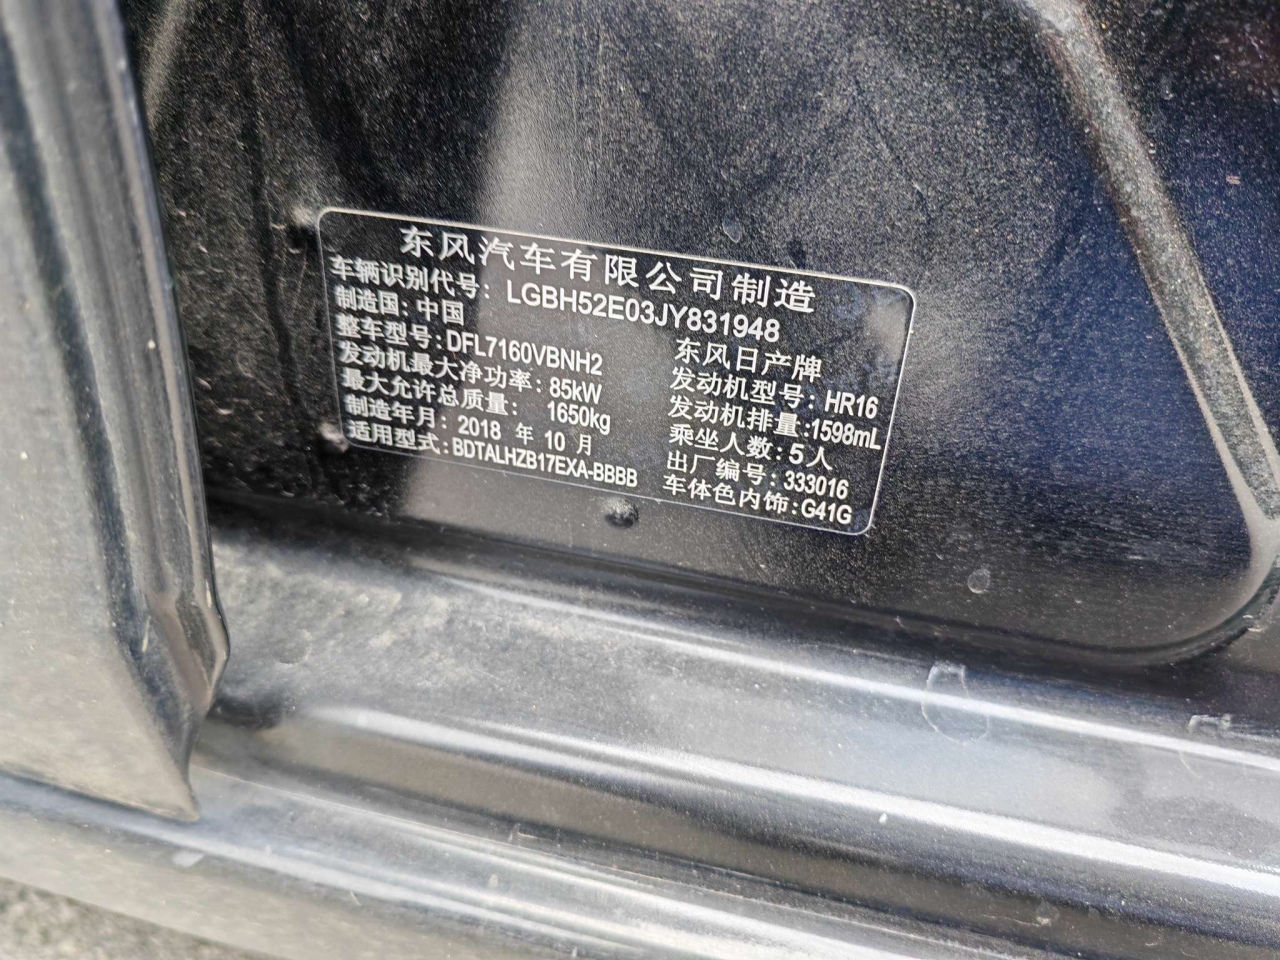 东风汽车有限公司制造
车辆识别代号：LGBH52E03JY831948
制造国：中国 东风日产牌
整车型号：DFL7160VBNH2 发动机型号：HR16
发动机最大净功率：85kW 发动机排量：1598mL
最大允许总质量： 1650kg 乘坐人数：5人
制造年月：2018 年 10 月 出厂编号：333016
适用型式：BDTALHZB17EXA-BBBB 车体色内饰：G41G